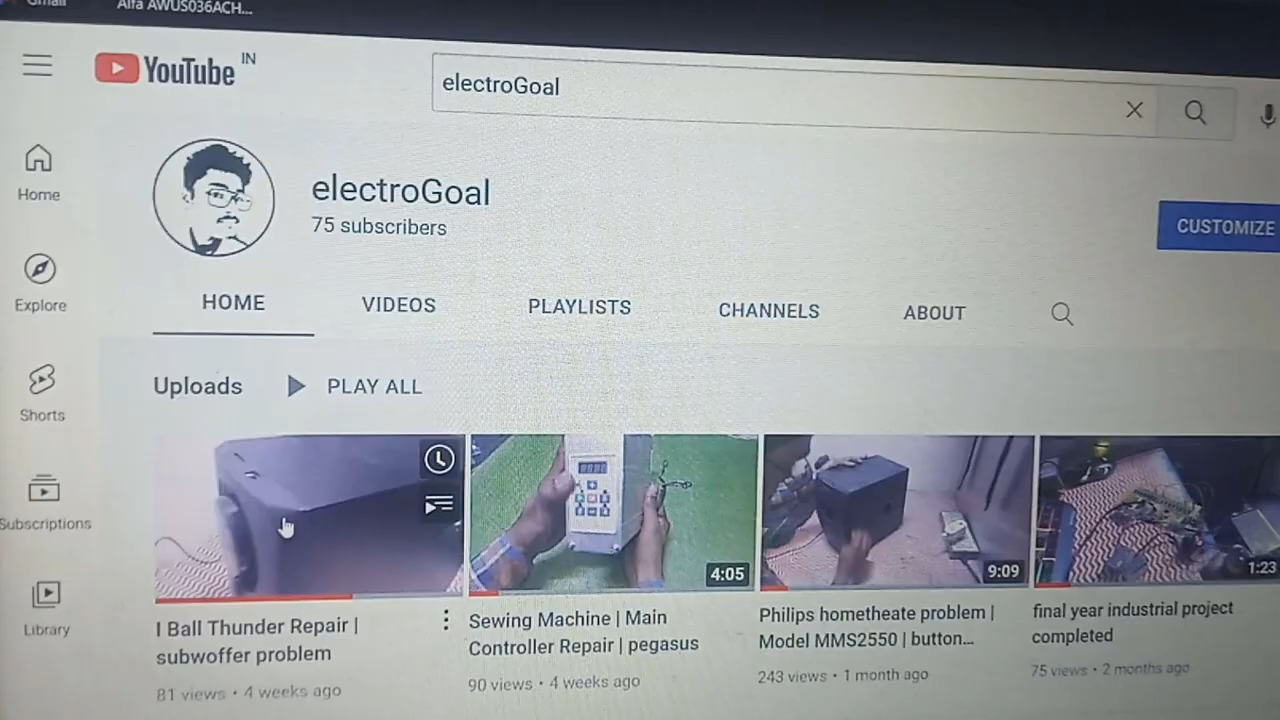 Gmail
Alfa AWUS036ACH...
YouTube IN
electroGoal
Home
electroGoal
75 subscribers
CUSTOMIZE
Explore
HOME VIDEOS PLAYLISTS CHANNELS ABOUT
Uploads PLAY ALL
Shorts
Subscriptions
4:05
9:09
1:23
Library
I Ball Thunder Repair |
subwoffer problem
81 views • 4 weeks ago
Sewing Machine | Main
Controller Repair | pegasus
90 views • 4 weeks ago
Philips hometheate problem |
Model MMS2550 | button...
243 views • 1 month ago
final year industrial project
completed
75 views • 2 months ago